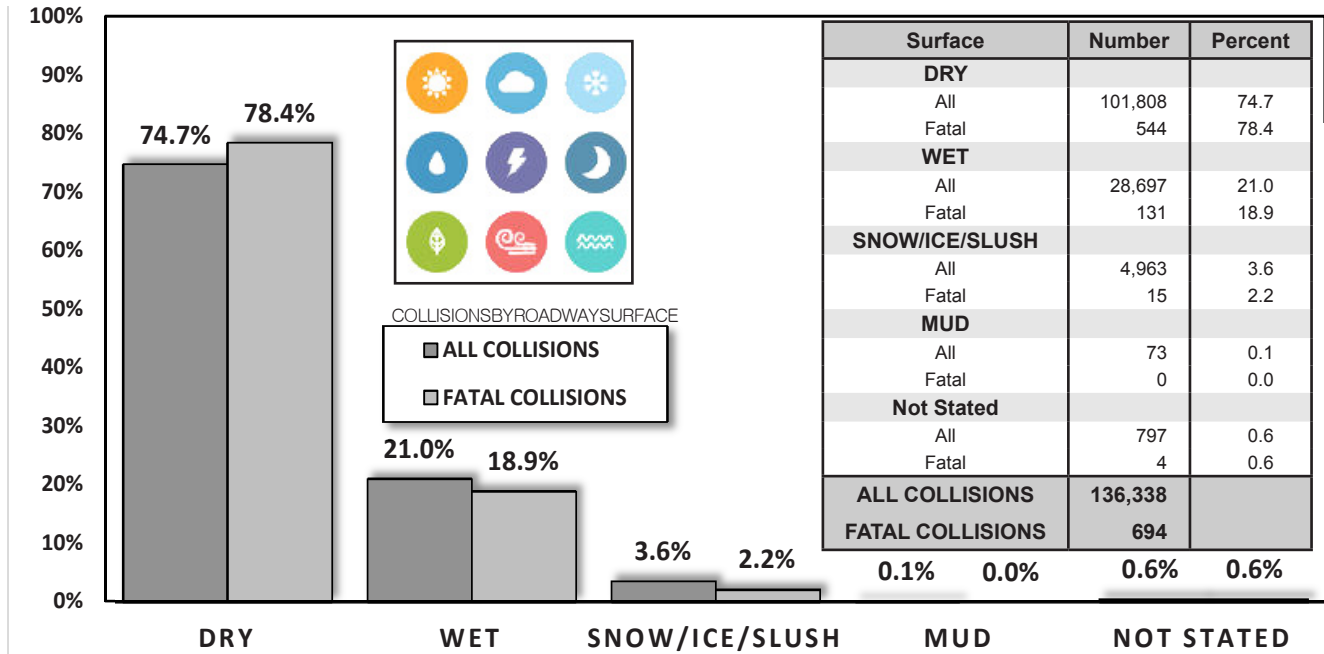 100%
90%
80%
70%
60%
50%
40%
30%
20%
10%
0%
74.7%
78.4%
21.0%
18.9%
3.6%
2.2%
0.1%
0.0%
0.6%
0.6%
DRY
WET
SNOW/ICE/SLUSH
MUD
NOT STATED
COLLISIONSBYROADWAYSURFACE
ALL COLLISIONS
FATAL COLLISIONS
Surface Number Percent
DRY
All 101,808 74.7
Fatal 544 78.4
WET
All 28,697 21.0
Fatal 131 18.9
SNOW/ICE/SLUSH
All 4,963 3.6
Fatal 15 2.2
MUD
All 73 0.1
Fatal 0 0.0
Not Stated
All 797 0.6
Fatal 4 0.6
ALL COLLISIONS 136,338
FATAL COLLISIONS 694